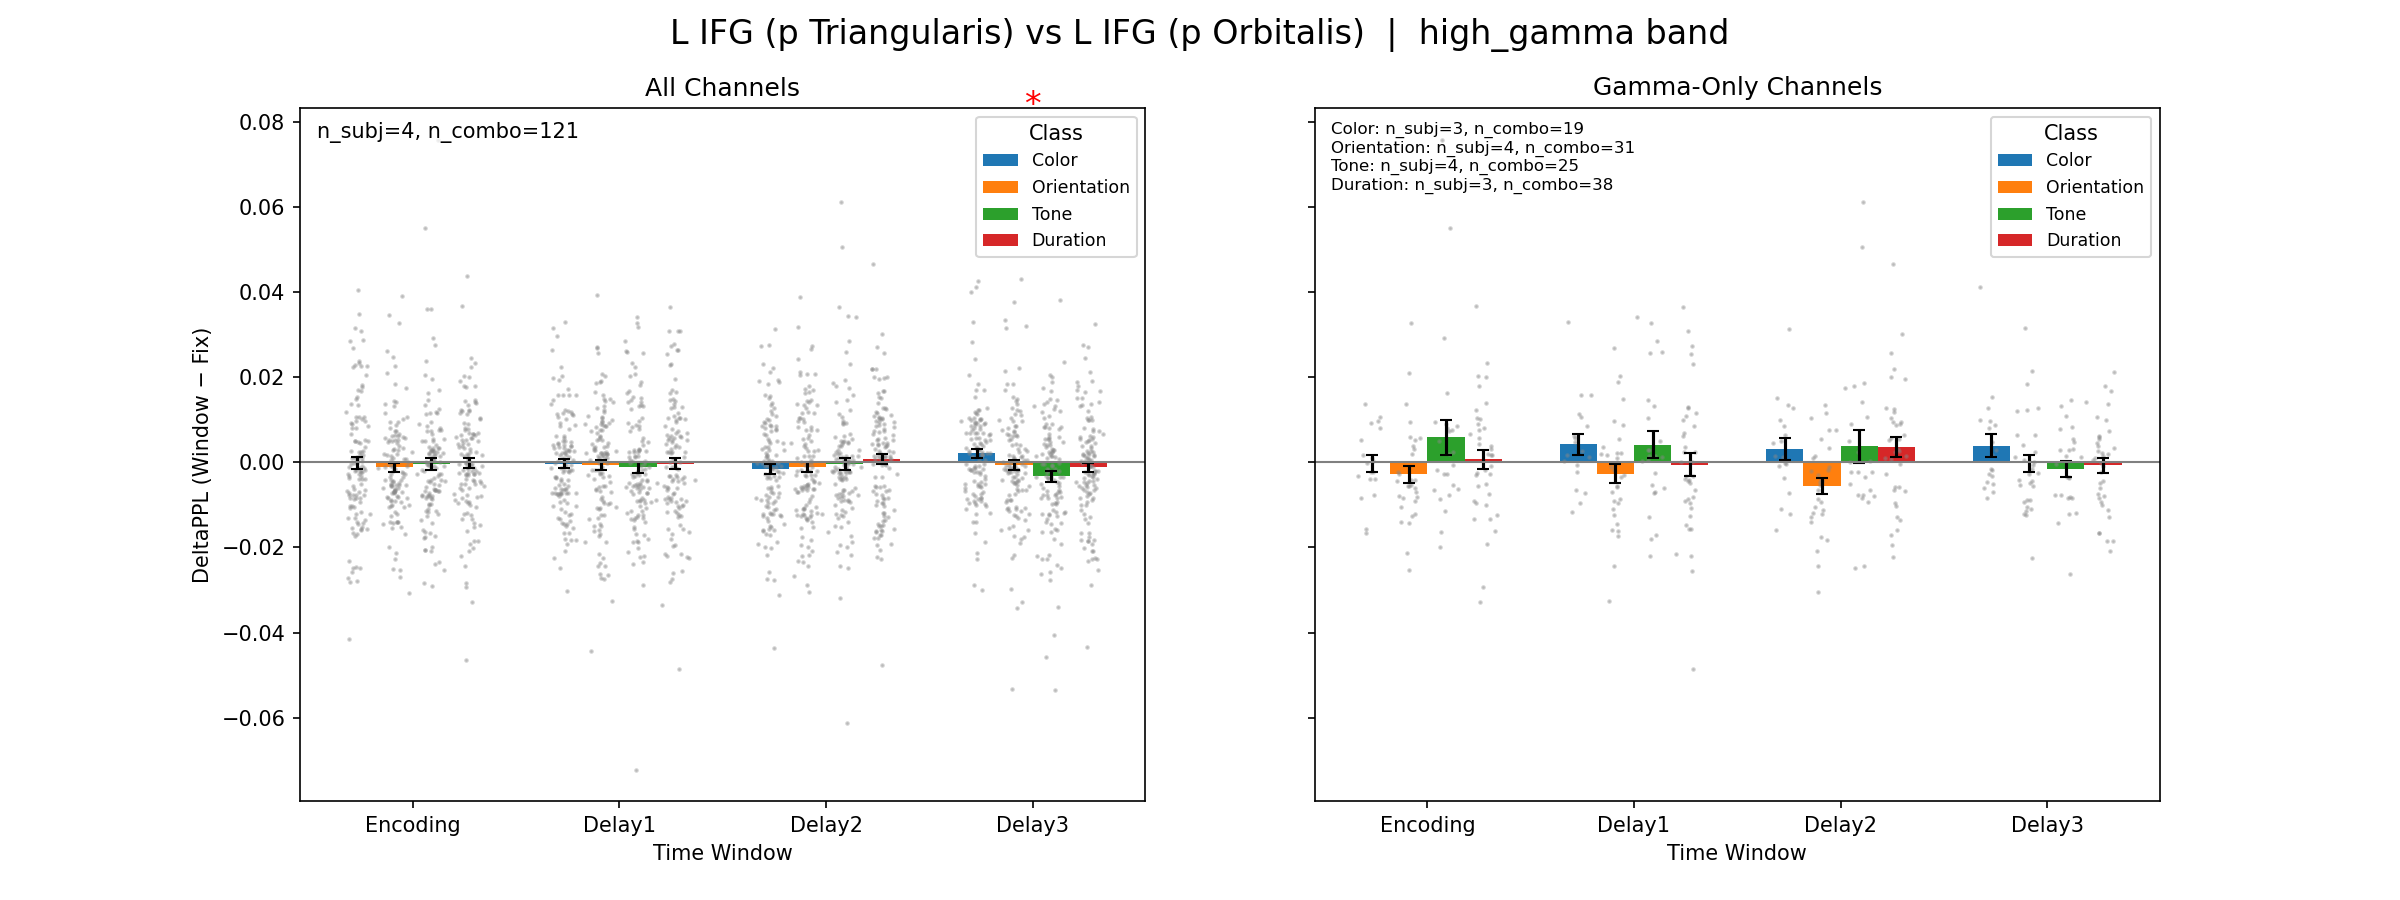 L IFG (p Triangularis) vs L IFG (p Orbitalis) | high_gamma band
All Channels
*
n_subj=4, n_combo=121
Class
Color
Orientation
Tone
Duration
0.08
0.06
0.04
0.02
0.00
−0.02
−0.04
−0.06
DeltaPPL (Window − Fix)
Encoding
Delay1
Delay2
Delay3
Time Window
Gamma-Only Channels
Color: n_subj=3, n_combo=19
Orientation: n_subj=4, n_combo=31
Tone: n_subj=4, n_combo=25
Duration: n_subj=3, n_combo=38
Class
Color
Orientation
Tone
Duration
Encoding
Delay1
Delay2
Delay3
Time Window